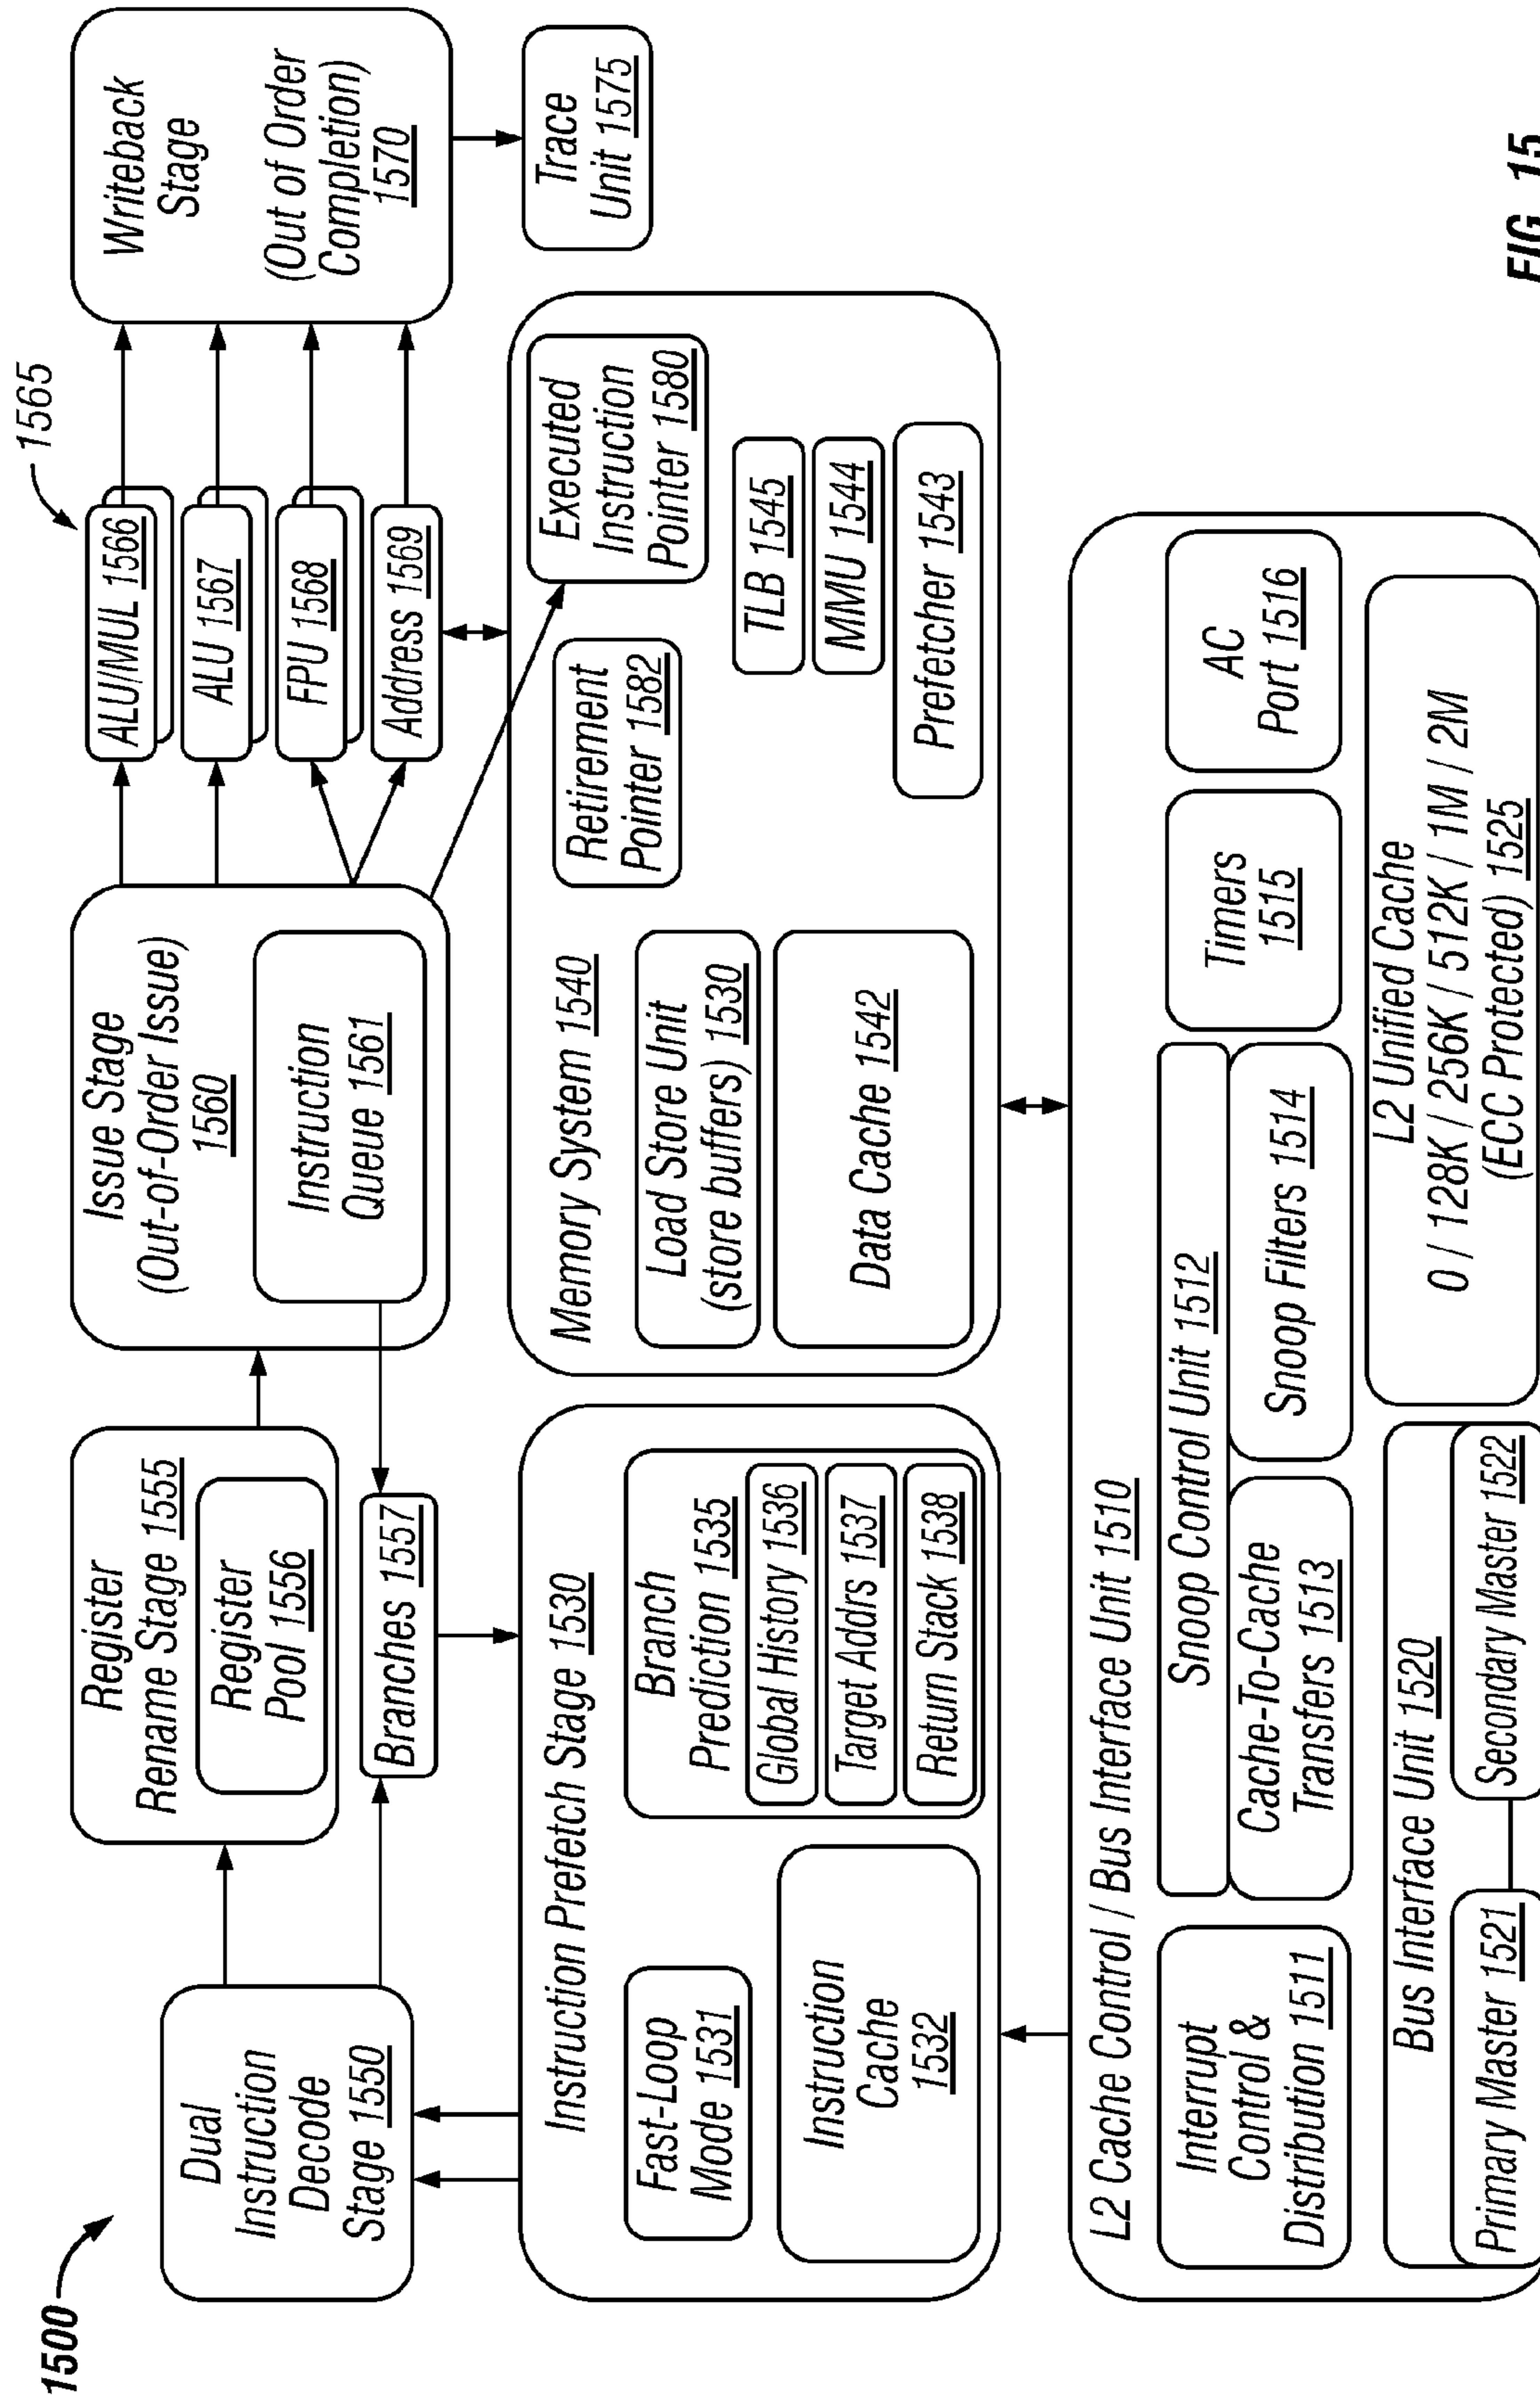 1500
Dual
Instruction
Decode
Stage 1550
Register
Rename Stage 1555
Register
Pool 1556
Branches 1557
Issue Stage
(Out-of-Order Issue)
1560
Instruction
Queue 1561
1565
ALU/MUL 1566
ALU 1567
FPU 1568
Address 1569
Writeback
Stage
(Out of Order
Completion)
1570
Trace
Unit 1575
Instruction Prefetch Stage 1530
Fast-Loop
Mode 1531
Instruction
Cache
1532
Branch
Prediction 1535
Global History 1536
Target Addrs 1537
Return Stack 1538
Memory System 1540
Load Store Unit
(store buffers) 1530
Data Cache 1542
Retirement
Pointer 1582
Executed
Instruction
Pointer 1580
TLB 1545
MMU 1544
Prefetcher 1543
L2 Cache Control / Bus Interface Unit 1510
Interrupt
Control &
Distribution 1511
Snoop Control Unit 1512
Cache-To-Cache
Transfers 1513
Snoop Filters 1514
Timers
1515
AC
Port 1516
Bus Interface Unit 1520
Primary Master 1521
Secondary Master 1522
L2 Unified Cache
0 / 128K / 256K / 512K / 1M / 2M
(ECC Protected) 1525
FIG. 15